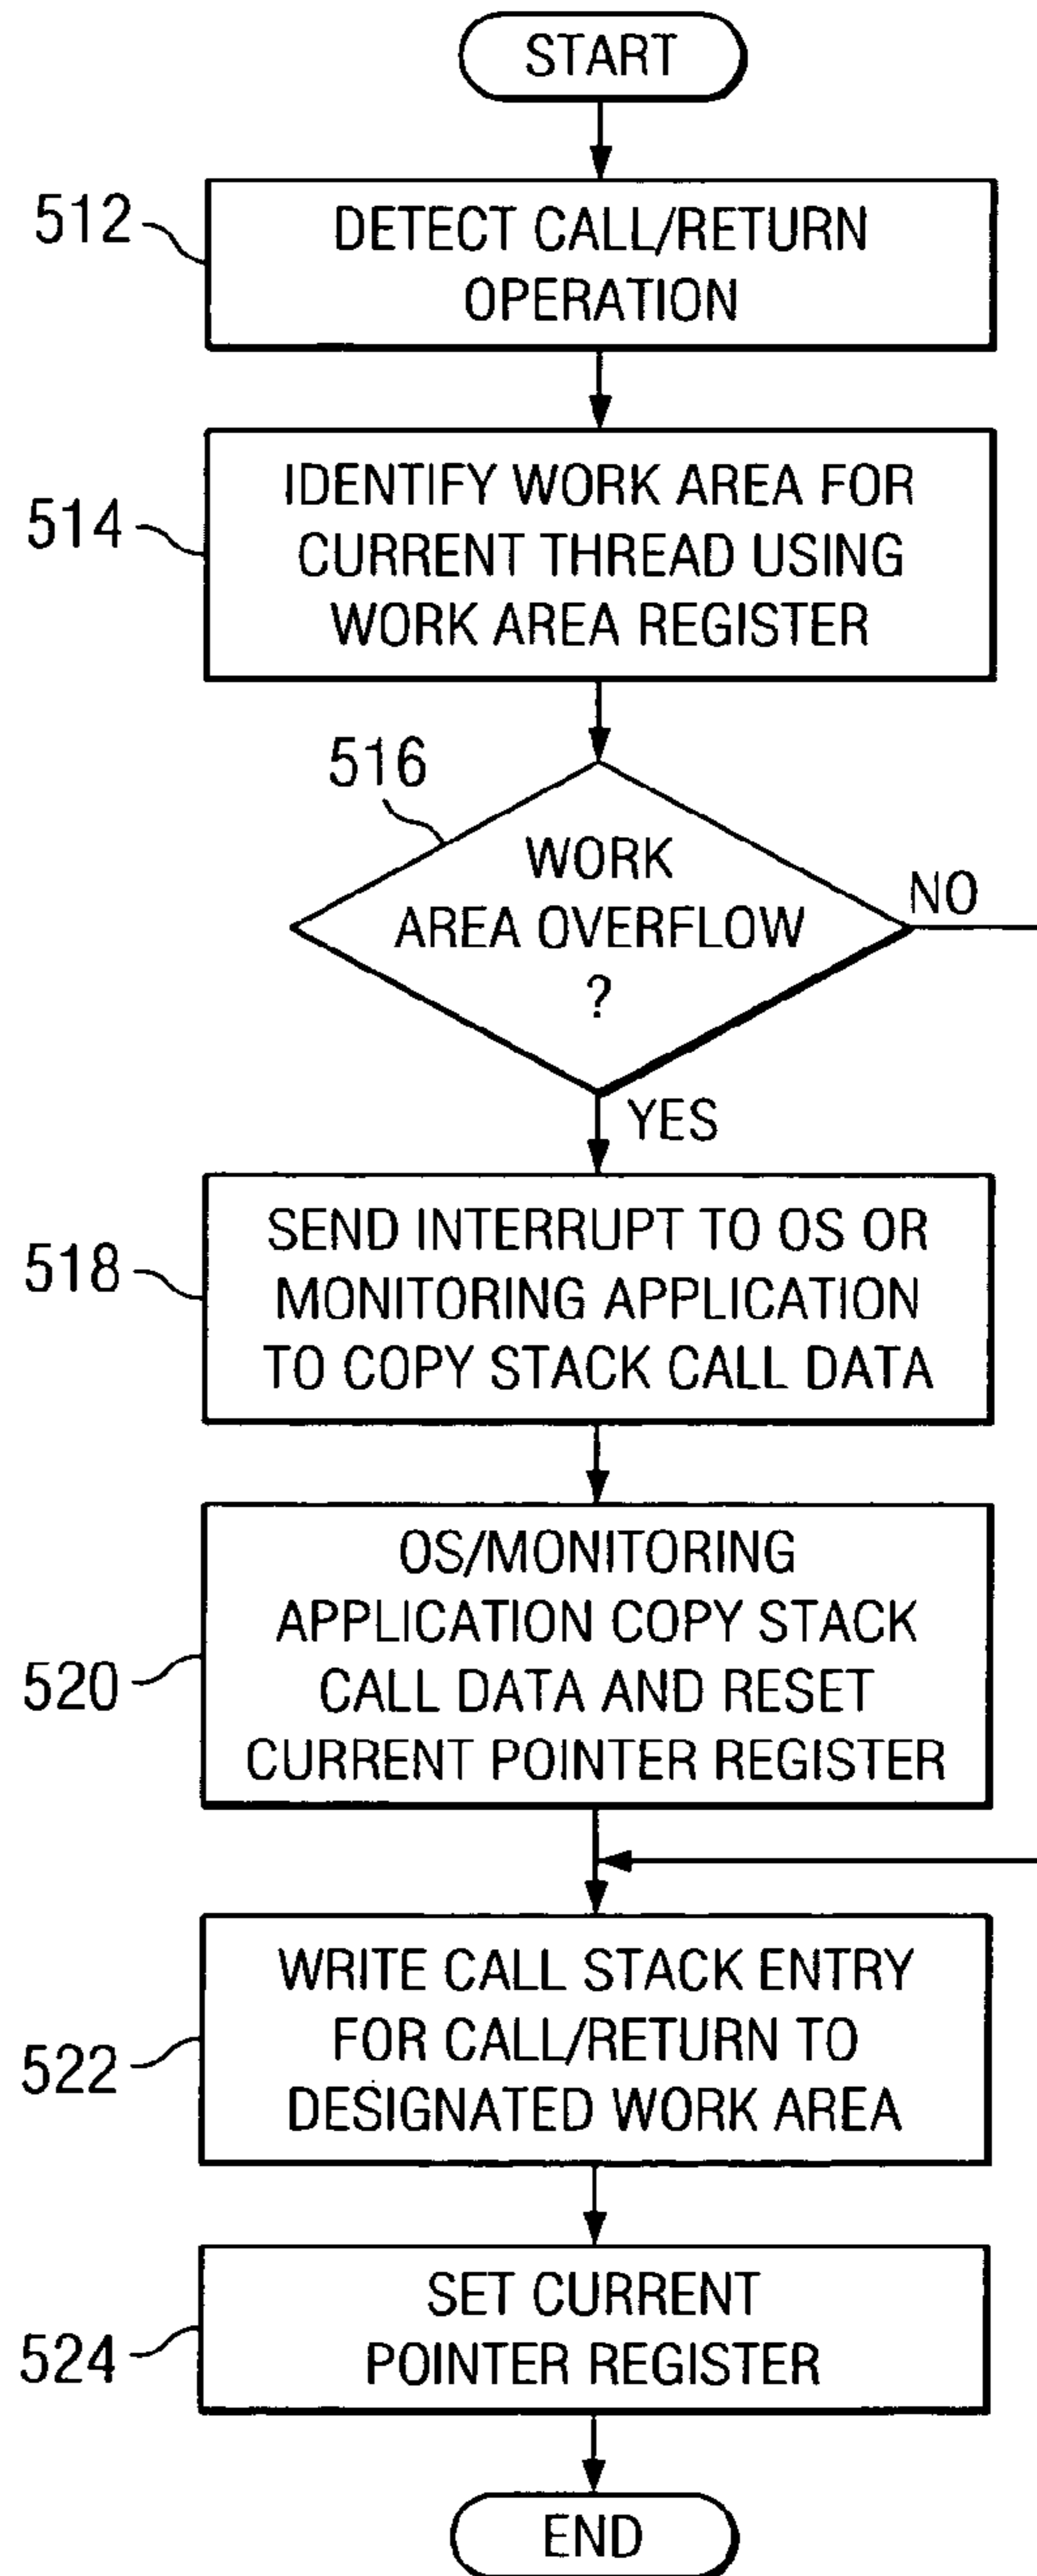 START
512
DETECT CALL/RETURN
OPERATION
514
IDENTIFY WORK AREA FOR
CURRENT THREAD USING
WORK AREA REGISTER
516
WORK
AREA OVERFLOW
?
NO
YES
518
SEND INTERRUPT TO OS OR
MONITORING APPLICATION
TO COPY STACK CALL DATA
520
OS/MONITORING
APPLICATION COPY STACK
CALL DATA AND RESET
CURRENT POINTER REGISTER
522
WRITE CALL STACK ENTRY
FOR CALL/RETURN TO
DESIGNATED WORK AREA
524
SET CURRENT
POINTER REGISTER
END